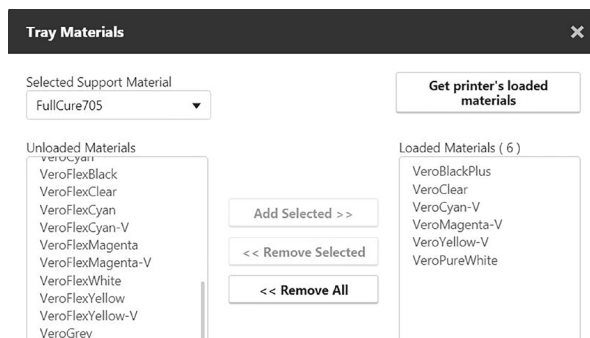 Tray Materials
Selected Support Material
FullCure705
Get printer's loaded
materials
Unloaded Materials
VeroCyan
VeroFlexBlack
VeroFlexClear
VeroFlexCyan
VeroFlexCyan-V
VeroFlexMagenta
VeroFlexMagenta-V
VeroFlexWhite
VeroFlexYellow
VeroFlexYellow-V
VeroGrey
Add Selected >>
<< Remove Selected
<< Remove All
Loaded Materials ( 6 )
VeroBlackPlus
VeroClear
VeroCyan-V
VeroMagenta-V
VeroYellow-V
VeroPureWhite